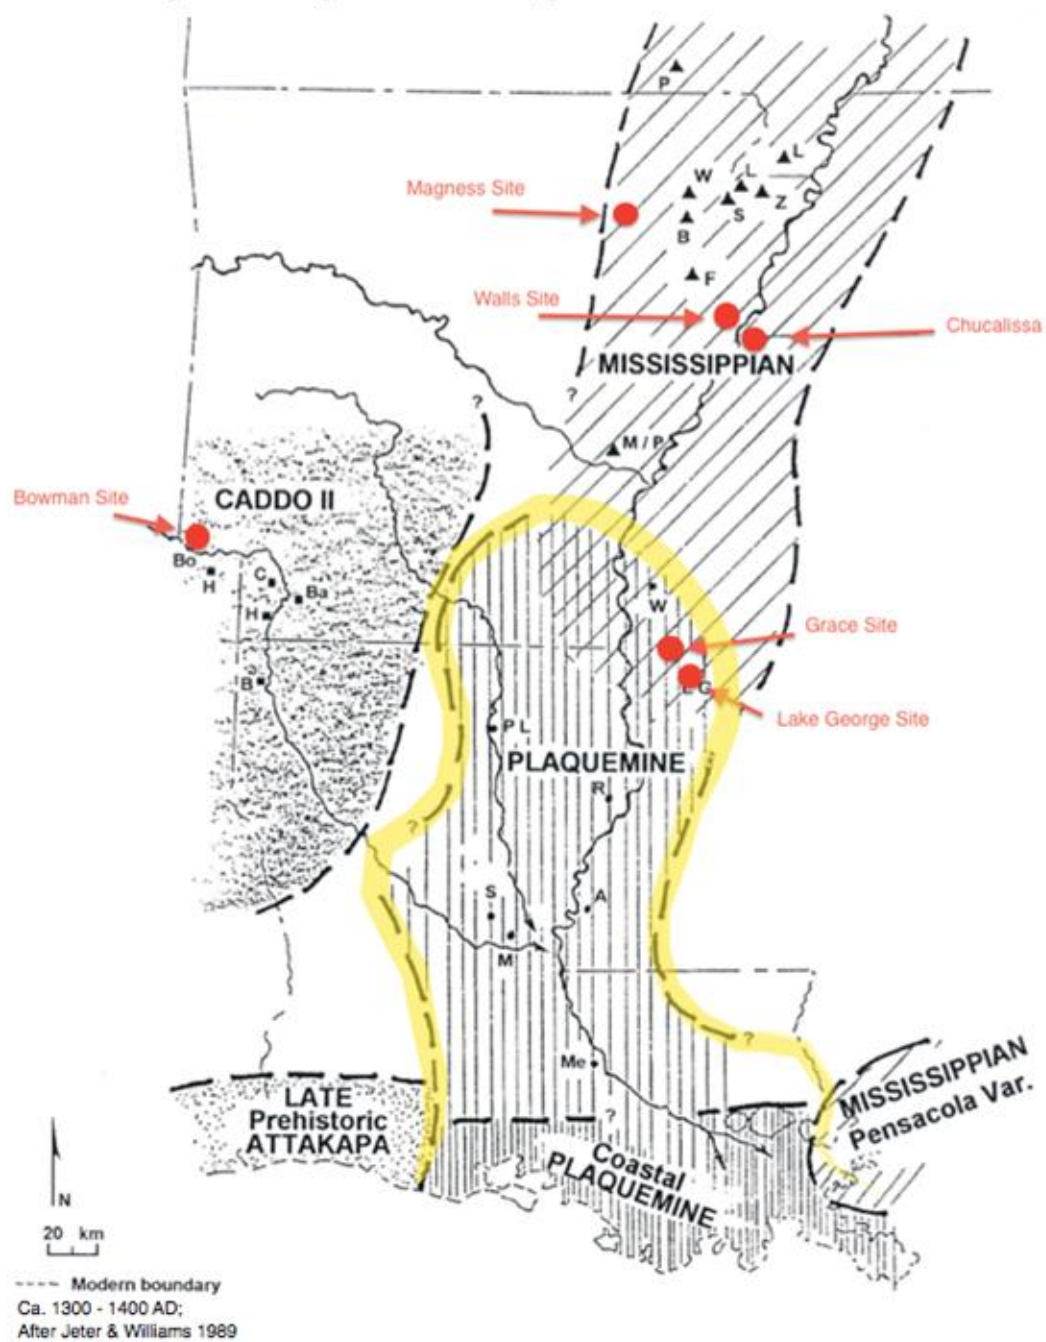 P
L
Magness Site
W
L
Z
S
B
F
Walls Site
Chucalissa
MISSISSIPPIAN
?
?
M / P
Bowman Site
CADDO II
Bo
H
C
Ba
H
W
Grace Site
B
L G
Lake George Site
P L
PLAQUEMINE
R
?
S
A
M
?
Me
MISSISSIPPIAN
Pensacola Var.
LATE
Prehistoric
ATTAKAPA
?
Coastal
PLAQUEMINE
?
N
20 km
Modern boundary
Ca. 1300 - 1400 AD;
After Jeter & Williams 1989